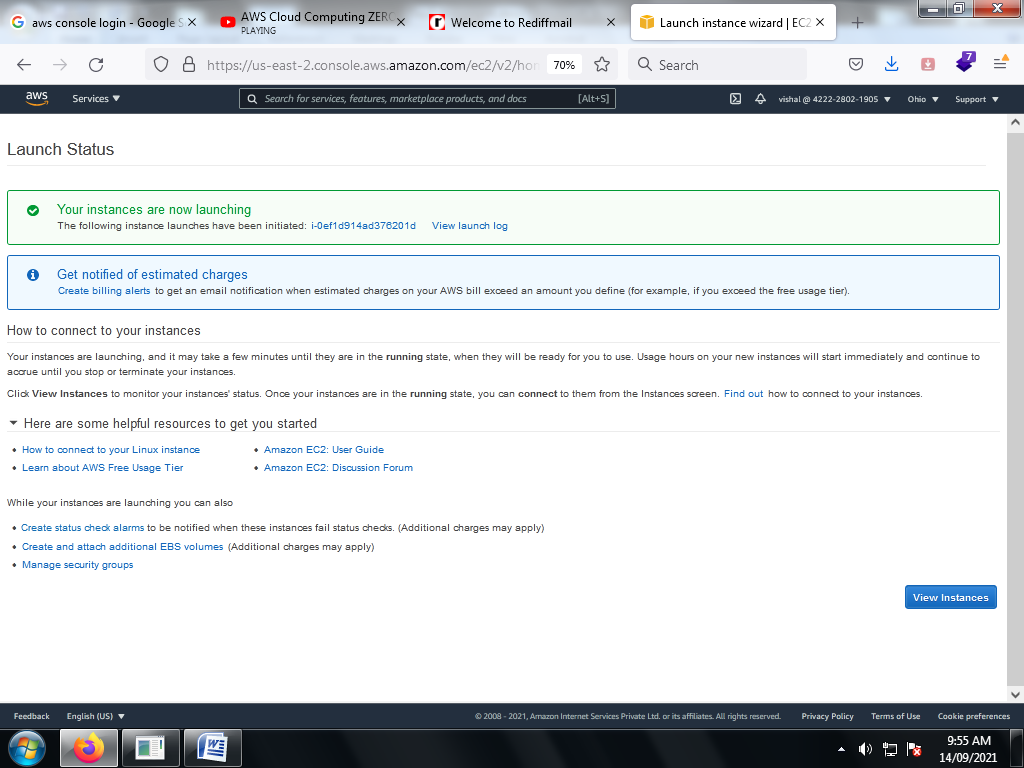 aws console login - Google S
AWS Cloud Computing ZERO
PLAYING
Welcome to Rediffmail
Launch instance wizard | EC2
https://us-east-2.console.aws.amazon.com/ec2/v2/hom
70%
Search
7
aws
Services
Search for services, features, marketplace products, and docs
[Alt+S]
vishal @ 4222-2802-1905
Ohio
Support
Launch Status
Your instances are now launching
The following instance launches have been initiated: i-0ef1d914ad376201d View launch log
Get notified of estimated charges
Create billing alerts to get an email notification when estimated charges on your AWS bill exceed an amount you define (for example, if you exceed the free usage tier).
How to connect to your instances
Your instances are launching, and it may take a few minutes until they are in the running state, when they will be ready for you to use. Usage hours on your new instances will start immediately and continue to
accrue until you stop or terminate your instances.
Click View Instances to monitor your instances' status. Once your instances are in the running state, you can connect to them from the Instances screen. Find out how to connect to your instances.
Here are some helpful resources to get you started
• How to connect to your Linux instance
• Amazon EC2: User Guide
• Learn about AWS Free Usage Tier
• Amazon EC2: Discussion Forum
While your instances are launching you can also
• Create status check alarms to be notified when these instances fail status checks. (Additional charges may apply)
• Create and attach additional EBS volumes (Additional charges may apply)
• Manage security groups
View Instances
Feedback
English (US)
© 2008 - 2021, Amazon Internet Services Private Ltd. or its affiliates. All rights reserved.
Privacy Policy
Terms of Use
Cookie preferences
9:55 AM
14/09/2021